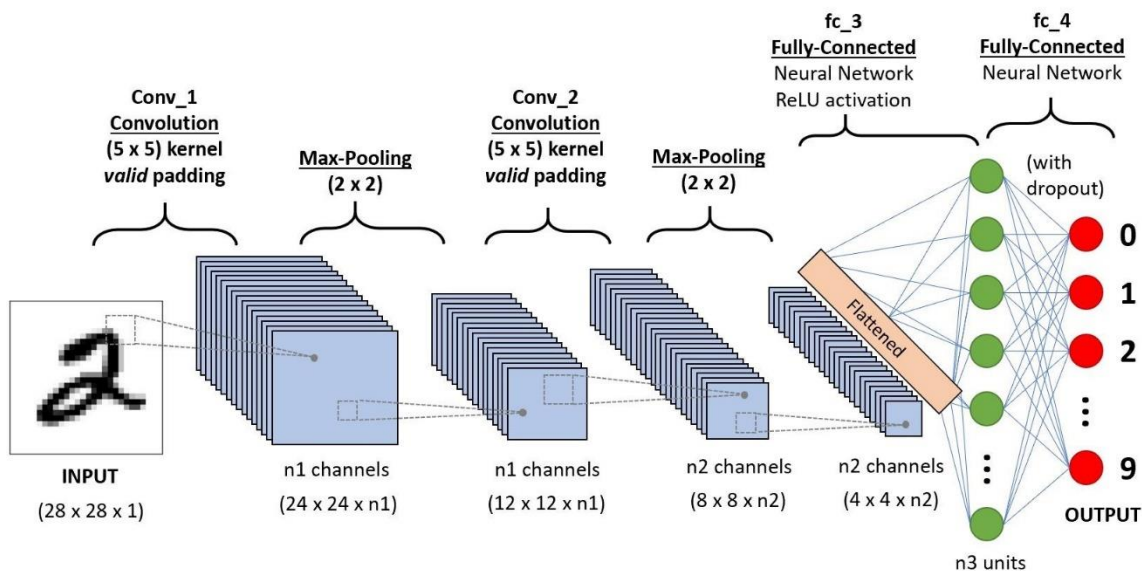 Conv_1
Convolution
(5 x 5) kernel
valid padding
Max-Pooling
(2 x 2)
Conv_2
Convolution
(5 x 5) kernel
valid padding
Max-Pooling
(2 x 2)
fc_3
Fully-Connected
Neural Network
ReLU activation
fc_4
Fully-Connected
Neural Network
(with
dropout)
2
INPUT
(28 x 28 x 1)
n1 channels
(24 x 24 x n1)
n1 channels
(12 x 12 x n1)
n2 channels
(8 x 8 x n2)
n2 channels
(4 x 4 x n2)
Flattened
...
n3 units
0
1
2
...
9
OUTPUT